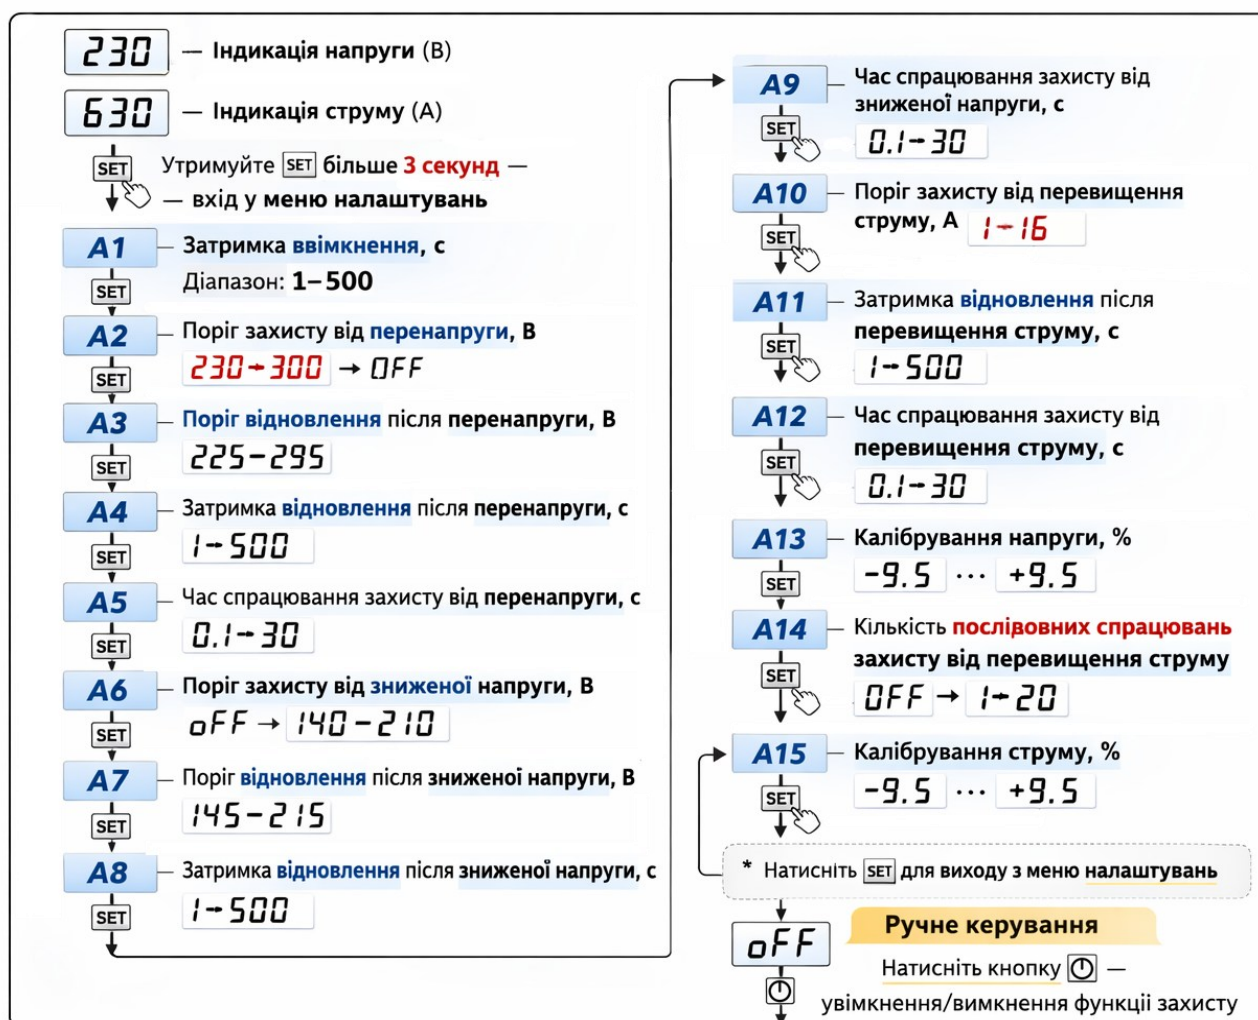 230 — Індикація напруги (В)
630 — Індикація струму (А)
SET Утримуйте SET більше 3 секунд —
— вхід у меню налаштувань
A1 — Затримка ввімкнення, с
Діапазон: 1–500
SET
A2 — Поріг захисту від перенапруги, В
230→300 → OFF
SET
A3 — Поріг відновлення після перенапруги, В
225–295
SET
A4 — Затримка відновлення після перенапруги, с
1→500
SET
A5 — Час спрацювання захисту від перенапруги, с
0.1→30
SET
A6 — Поріг захисту від зниженої напруги, В
oFF → 140–210
SET
A7 — Поріг відновлення після зниженої напруги, В
145–215
SET
A8 — Затримка відновлення після зниженої напруги, с
1→500
SET
A9 — Час спрацювання захисту від
зниженої напруги, с
SET
0.1→30
A10 — Поріг захисту від перевищення
струму, А 1→16
SET
A11 — Затримка відновлення після
перевищення струму, с
SET
1→500
A12 — Час спрацювання захисту від
перевищення струму, с
SET
0.1→30
A13 — Калібрування напруги, %
-9.5 ... +9.5
SET
A14 — Кількість послідовних спрацювань
захисту від перевищення струму
SET
OFF → 1→20
A15 — Калібрування струму, %
-9.5 ... +9.5
SET
* Натисніть SET для виходу з меню налаштувань
oFF
Ручне керування
Натисніть кнопку —
увімкнення/вимкнення функції захисту